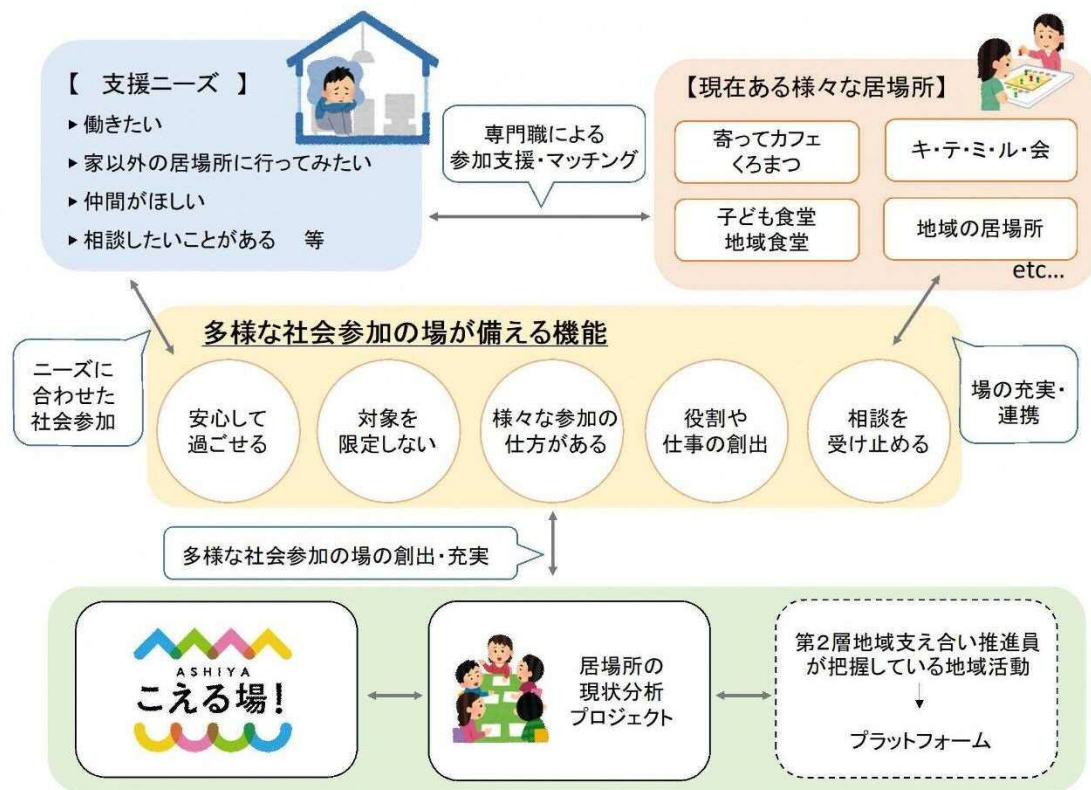 【 支援ニーズ 】
▸ 働きたい
▸ 家以外の居場所に行ってみたい
▸ 仲間がほしい
▸ 相談したいことがある 等
専門職による
参加支援・マッチング
【現在ある様々な居場所】
寄ってカフェ
くろまつ
キ・テ・ミ・ル・会
子ども食堂
地域食堂
地域の居場所
etc...
ニーズに
合わせた
社会参加
多様な社会参加の場が備える機能
安心して
過ごせる
対象を
限定しない
様々な参加の
仕方がある
役割や
仕事の創出
相談を
受け止める
場の充実・
連携
多様な社会参加の場の創出・充実
ASHIYA
こえる場!
居場所の
現状分析
プロジェクト
第2層地域支え合い推進員
が把握している地域活動
プラットフォーム